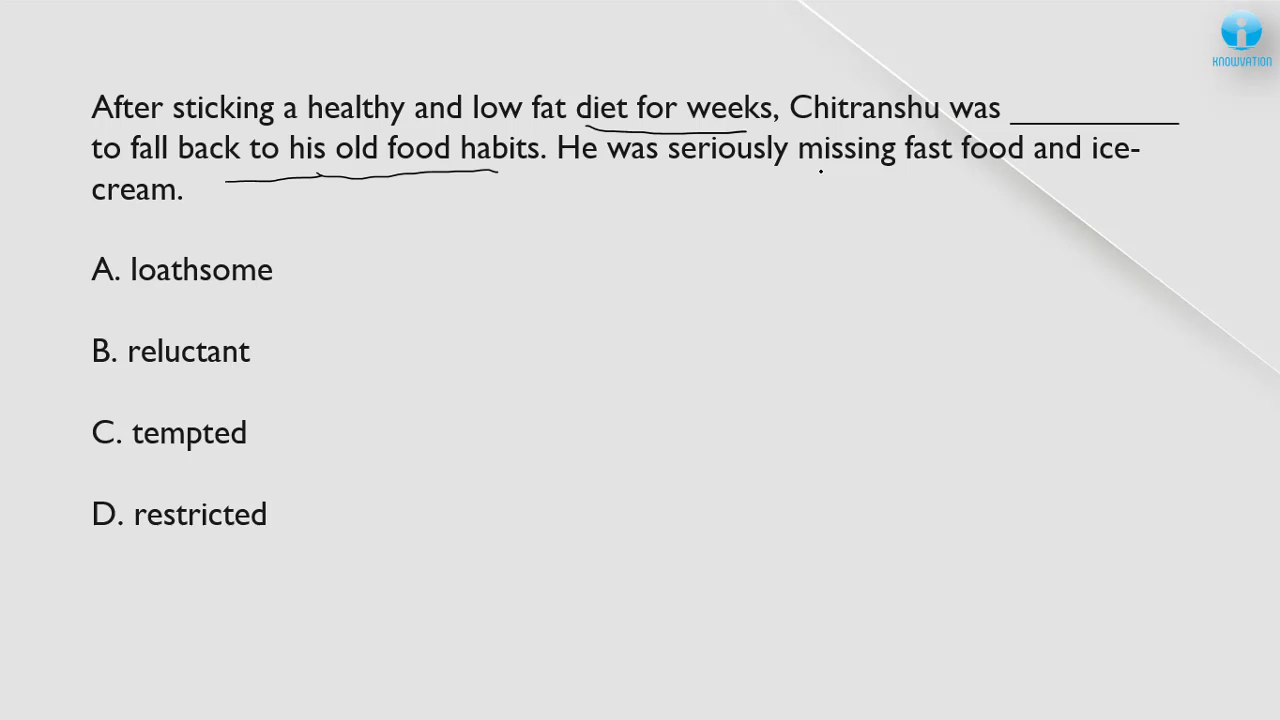 KNOWVATION
After sticking a healthy and low fat diet for weeks, Chitranshu was __________
to fall back to his old food habits. He was seriously missing fast food and ice-
cream.
A. loathsome
B. reluctant
C. tempted
D. restricted